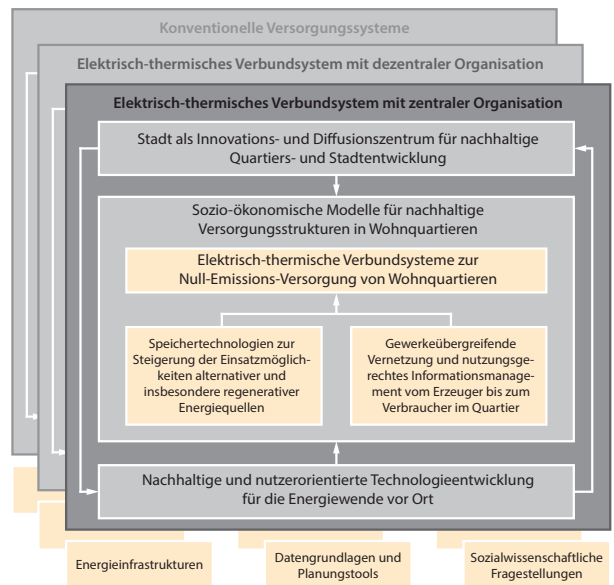 Konventionelle Versorgungssysteme
Elektrisch-thermisches Verbundsystem mit dezentraler Organisation
Elektrisch-thermisches Verbundsystem mit zentraler Organisation
Stadt als Innovations- und Diffusionszentrum für nachhaltige
Quartiers- und Stadtentwicklung
Sozio-ökonomische Modelle für nachhaltige
Versorgungsstrukturen in Wohnquartieren
Elektrisch-thermische Verbundsysteme zur
Null-Emissions-Versorgung von Wohnquartieren
Speichertechnologien zur
Steigerung der Einsatzmöglich-
keiten alternativer und
insbesondere regenerativer
Energiequellen
Gewerkeübergreifende
Vernetzung und nutzungsge-
rechtes Informationsmanage-
ment vom Erzeuger bis zum
Verbraucher im Quartier
Nachhaltige und nutzerorientierte Technologieentwicklung
für die Energiewende vor Ort
Energieinfrastrukturen
Datengrundlagen und
Planungstools
Sozialwissenschaftliche
Fragestellungen